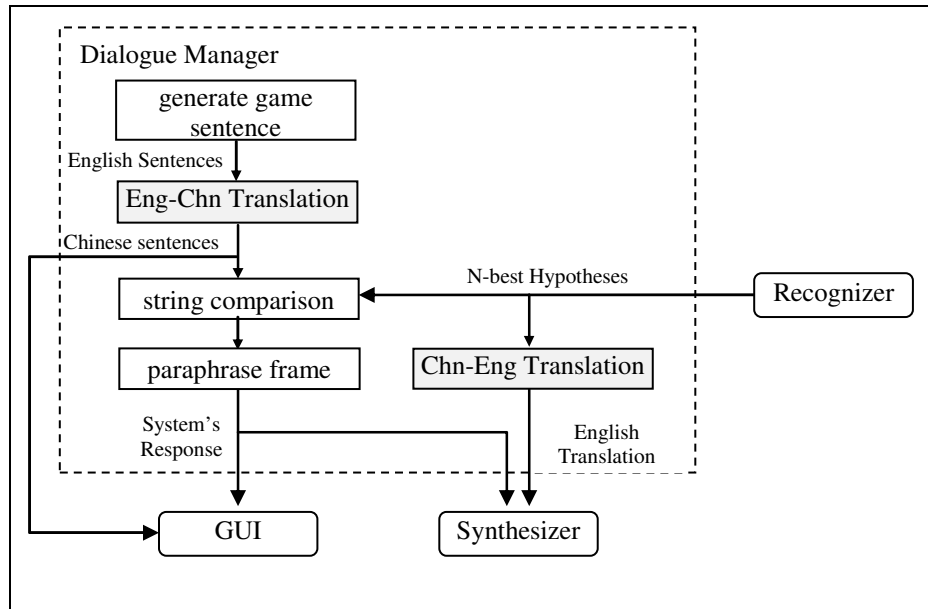 Dialogue Manager
generate game
sentence
English Sentences
Eng-Chn Translation
Chinese sentences
N-best Hypotheses
Recognizer
string comparison
paraphrase frame
Chn-Eng Translation
System’s
Response
English
Translation
GUI
Synthesizer